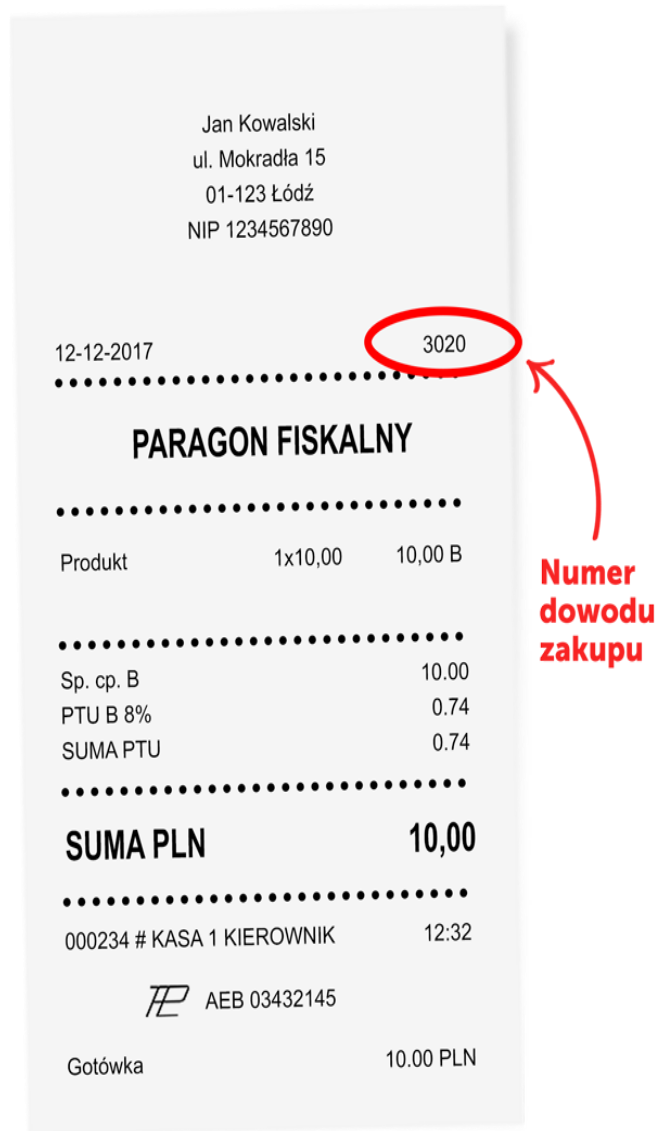 Jan Kowalski
ul. Mokradła 15
01-123 Łódź
NIP 1234567890
12-12-2017 3020
PARAGON FISKALNY
Produkt 1x10,00 10,00 B
Sp. cp. B 10.00
PTU B 8% 0.74
SUMA PTU 0.74
SUMA PLN 10,00
000234 # KASA 1 KIEROWNIK 12:32
AEB 03432145
Gotówka 10.00 PLN
Numer
dowodu
zakupu